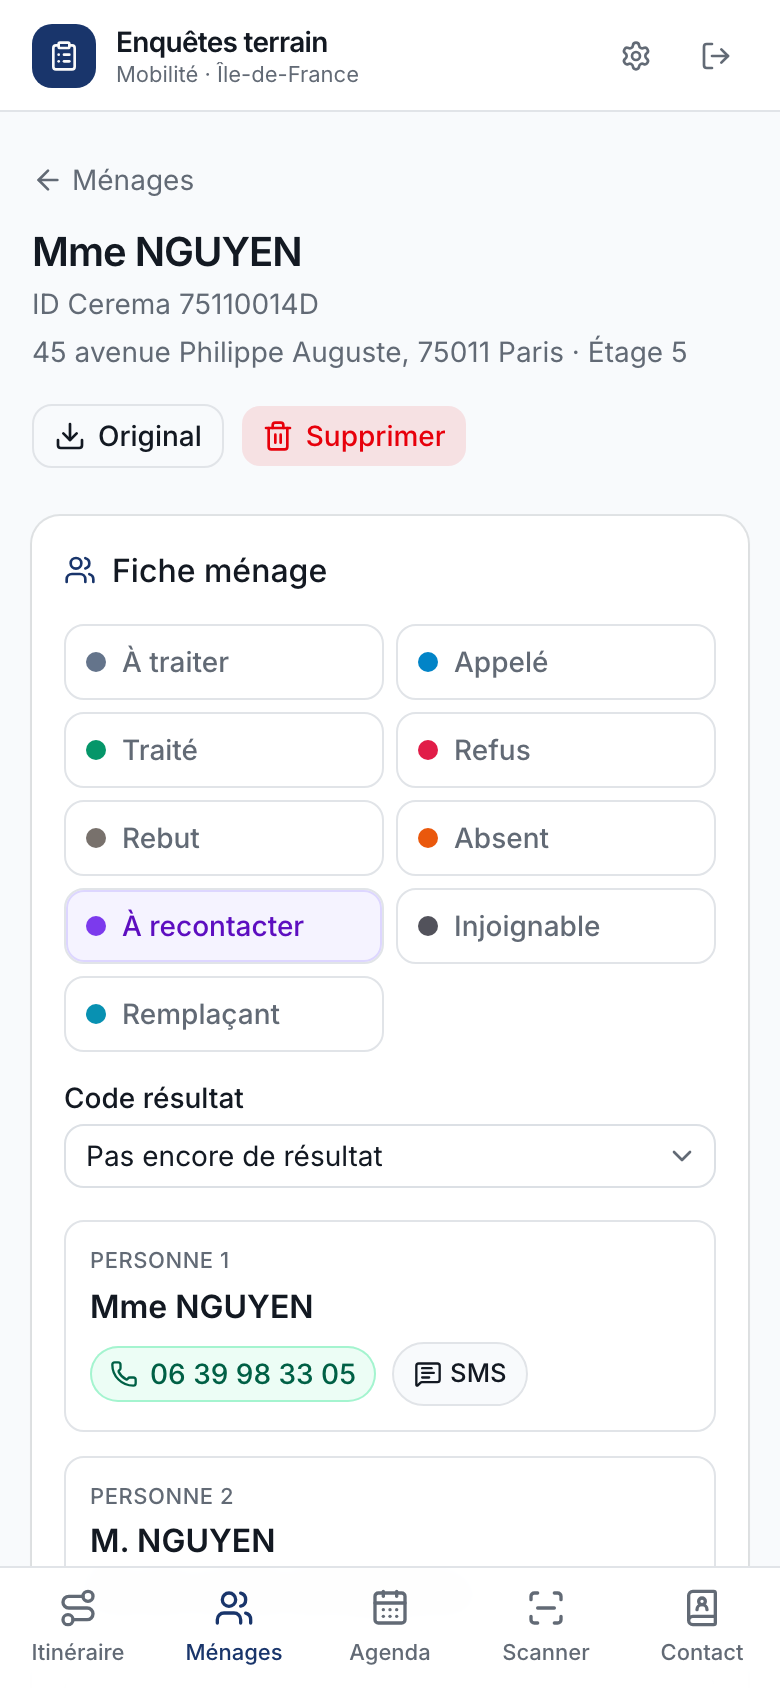 Enquêtes terrain
Mobilité · Île-de-France
Ménages
Mme NGUYEN
ID Cerema 75110014D
45 avenue Philippe Auguste, 75011 Paris · Étage 5
Original
Supprimer
Fiche ménage
À traiter
Appelé
Traité
Refus
Rebut
Absent
À recontacter
Injoignable
Remplaçant
Code résultat
Pas encore de résultat
PERSONNE 1
Mme NGUYEN
06 39 98 33 05
SMS
PERSONNE 2
M. NGUYEN
Itinéraire
Ménages
Agenda
Scanner
Contact